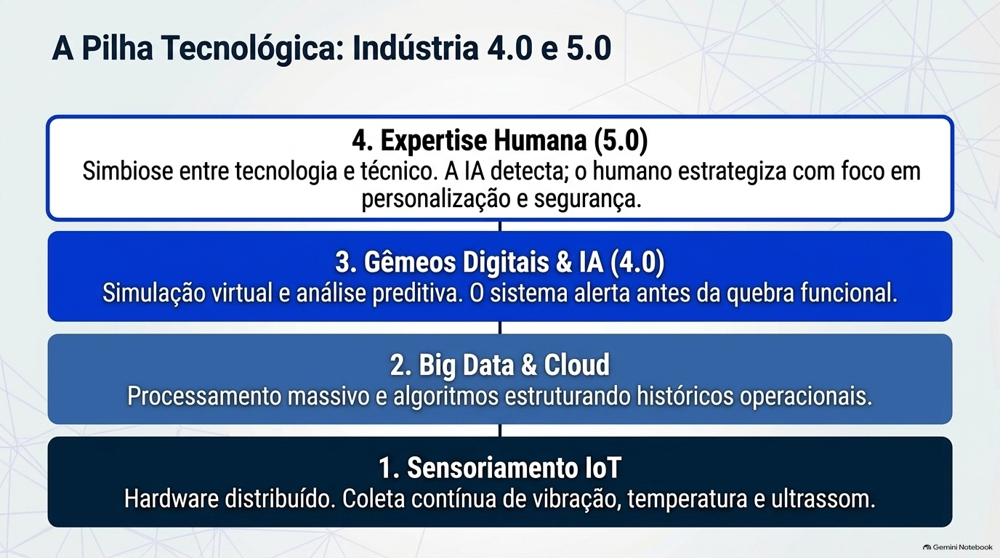 A Pilha Tecnológica: Indústria 4.0 e 5.0
4. Expertise Humana (5.0)
Simbiose entre tecnologia e técnico. A IA detecta; o humano estrategiza com foco em
personalização e segurança.
3. Gêmeos Digitais & IA (4.0)
Simulação virtual e análise preditiva. O sistema alerta antes da quebra funcional.
2. Big Data & Cloud
Processamento massivo e algoritmos estruturando históricos operacionais.
1. Sensoriamento IoT
Hardware distribuído. Coleta contínua de vibração, temperatura e ultrassom.
Gemini Notebook